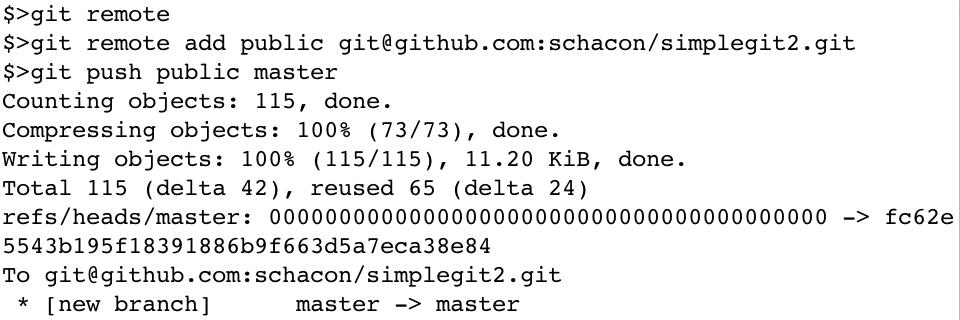 $>git remote
$>git remote add public git@github.com:schacon/simplegit2.git
$>git push public master
Counting objects: 115, done.
Compressing objects: 100% (73/73), done.
Writing objects: 100% (115/115), 11.20 KiB, done.
Total 115 (delta 42), reused 65 (delta 24)
refs/heads/master: 0000000000000000000000000000000000000000 -> fc62e
5543b195f18391886b9f663d5a7eca38e84
To git@github.com:schacon/simplegit2.git
 * [new branch]      master -> master